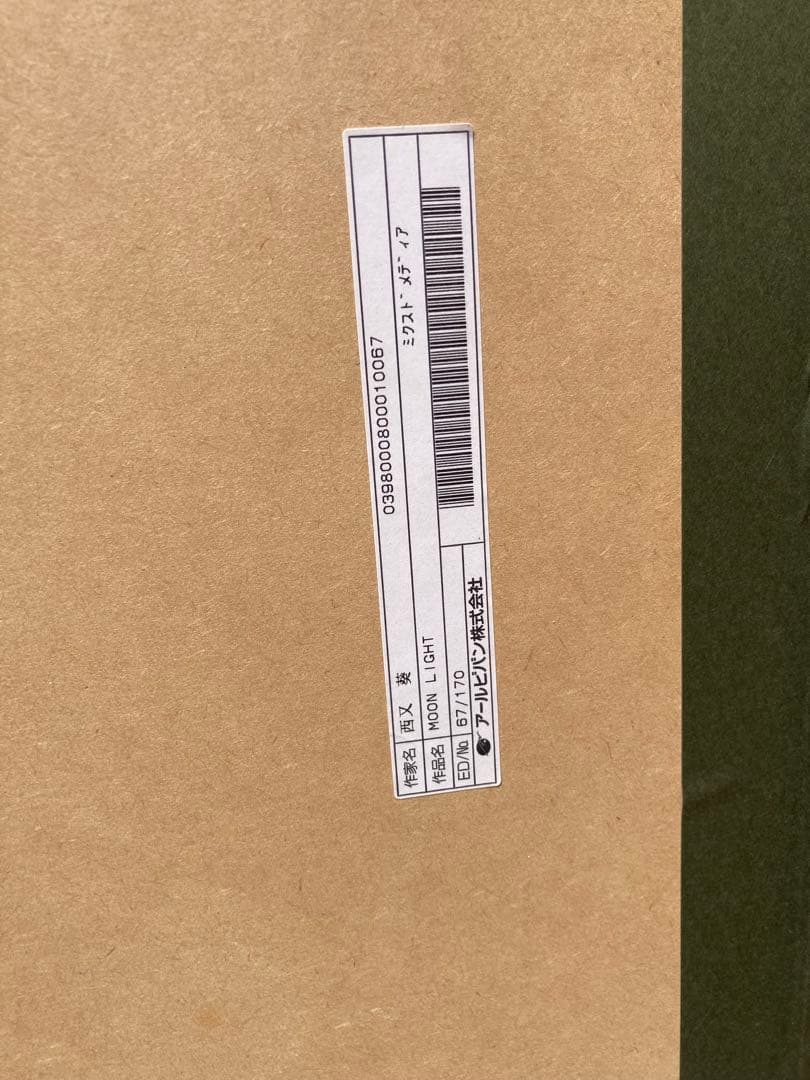 0398000800010067
作家名 西又 葵 ﾐｸｽﾄﾞ ﾒﾃﾞｨｱ
作品名 MOON LIGHT
ED/№ 67/170
アールビバン株式会社